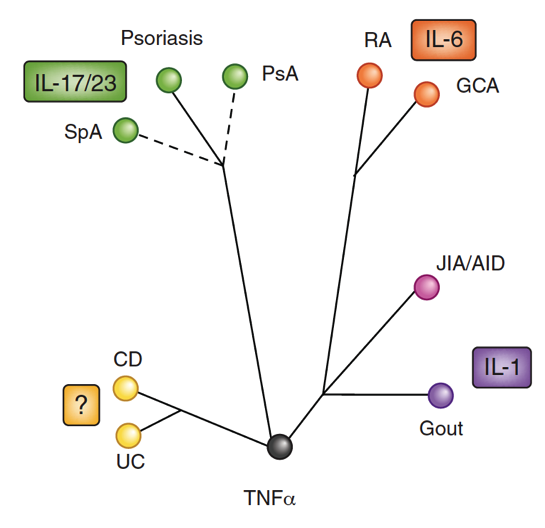 Psoriasis
IL-17/23
PsA
SpA
RA
IL-6
GCA
JIA/AID
IL-1
Gout
CD
?
UC
TNFα